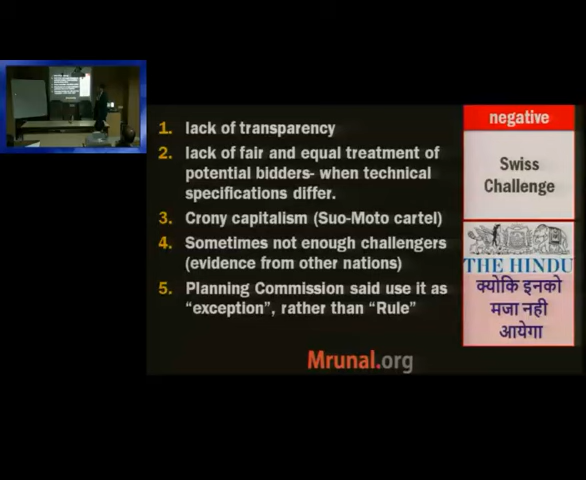 1. lack of transparency
2. lack of fair and equal treatment of
potential bidders- when technical
specifications differ.
3. Crony capitalism (Suo-Moto cartel)
4. Sometimes not enough challengers
(evidence from other nations)
5. Planning Commission said use it as
“exception”, rather than “Rule”
negative
Swiss
Challenge
THE HINDU
क्योकि इनको
मजा नही
आयेगा
Mrunal.org